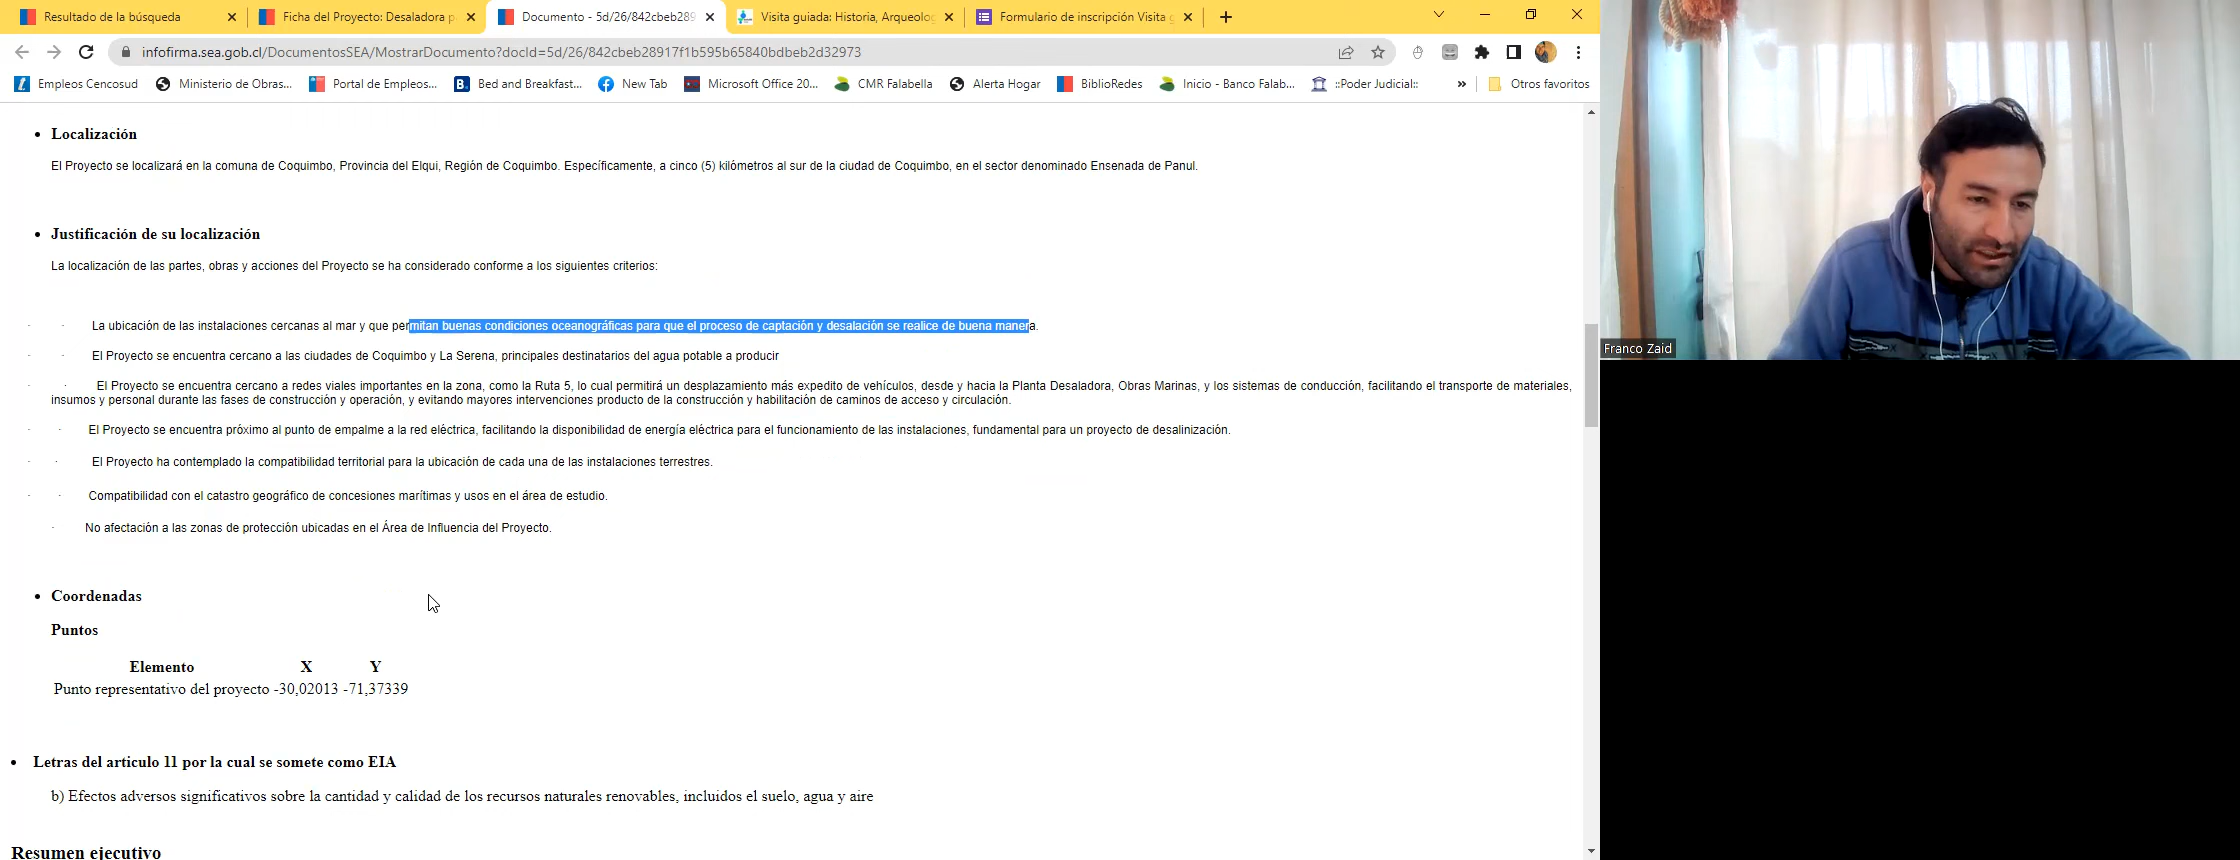 Resultado de la búsqueda
Ficha del Proyecto: Desaladora p
Documento - 5d/26/842cbeb289
Visita guiada: Historia, Arqueolog
Formulario de inscripción Visita g
infofirma.sea.gob.cl/DocumentosSEA/MostrarDocumento?docId=5d/26/842cbeb28917f1b595b65840bdbeb2d32973
Empleos Cencosud
Ministerio de Obras...
Portal de Empleos...
Bed and Breakfast...
New Tab
Microsoft Office 20...
CMR Falabella
Alerta Hogar
BiblioRedes
Inicio - Banco Falab...
::Poder Judicial::
»
Otros favoritos
• Localización
El Proyecto se localizará en la comuna de Coquimbo, Provincia del Elqui, Región de Coquimbo. Específicamente, a cinco (5) kilómetros al sur de la ciudad de Coquimbo, en el sector denominado Ensenada de Panul.
• Justificación de su localización
La localización de las partes, obras y acciones del Proyecto se ha considerado conforme a los siguientes criterios:
· · La ubicación de las instalaciones cercanas al mar y que permitan buenas condiciones oceanográficas para que el proceso de captación y desalación se realice de buena manera.
· · El Proyecto se encuentra cercano a las ciudades de Coquimbo y La Serena, principales destinatarios del agua potable a producir
· · El Proyecto se encuentra cercano a redes viales importantes en la zona, como la Ruta 5, lo cual permitirá un desplazamiento más expedito de vehículos, desde y hacia la Planta Desaladora, Obras Marinas, y los sistemas de conducción, facilitando el transporte de materiales,
insumos y personal durante las fases de construcción y operación, y evitando mayores intervenciones producto de la construcción y habilitación de caminos de acceso y circulación.
· · El Proyecto se encuentra próximo al punto de empalme a la red eléctrica, facilitando la disponibilidad de energía eléctrica para el funcionamiento de las instalaciones, fundamental para un proyecto de desalinización.
· · El Proyecto ha contemplado la compatibilidad territorial para la ubicación de cada una de las instalaciones terrestres.
· · Compatibilidad con el catastro geográfico de concesiones marítimas y usos en el área de estudio.
· No afectación a las zonas de protección ubicadas en el Área de Influencia del Proyecto.
• Coordenadas
Puntos
Elemento X Y
Punto representativo del proyecto -30,02013 -71,37339
• Letras del articulo 11 por la cual se somete como EIA
b) Efectos adversos significativos sobre la cantidad y calidad de los recursos naturales renovables, incluidos el suelo, agua y aire
Resumen ejecutivo
Franco Zaid